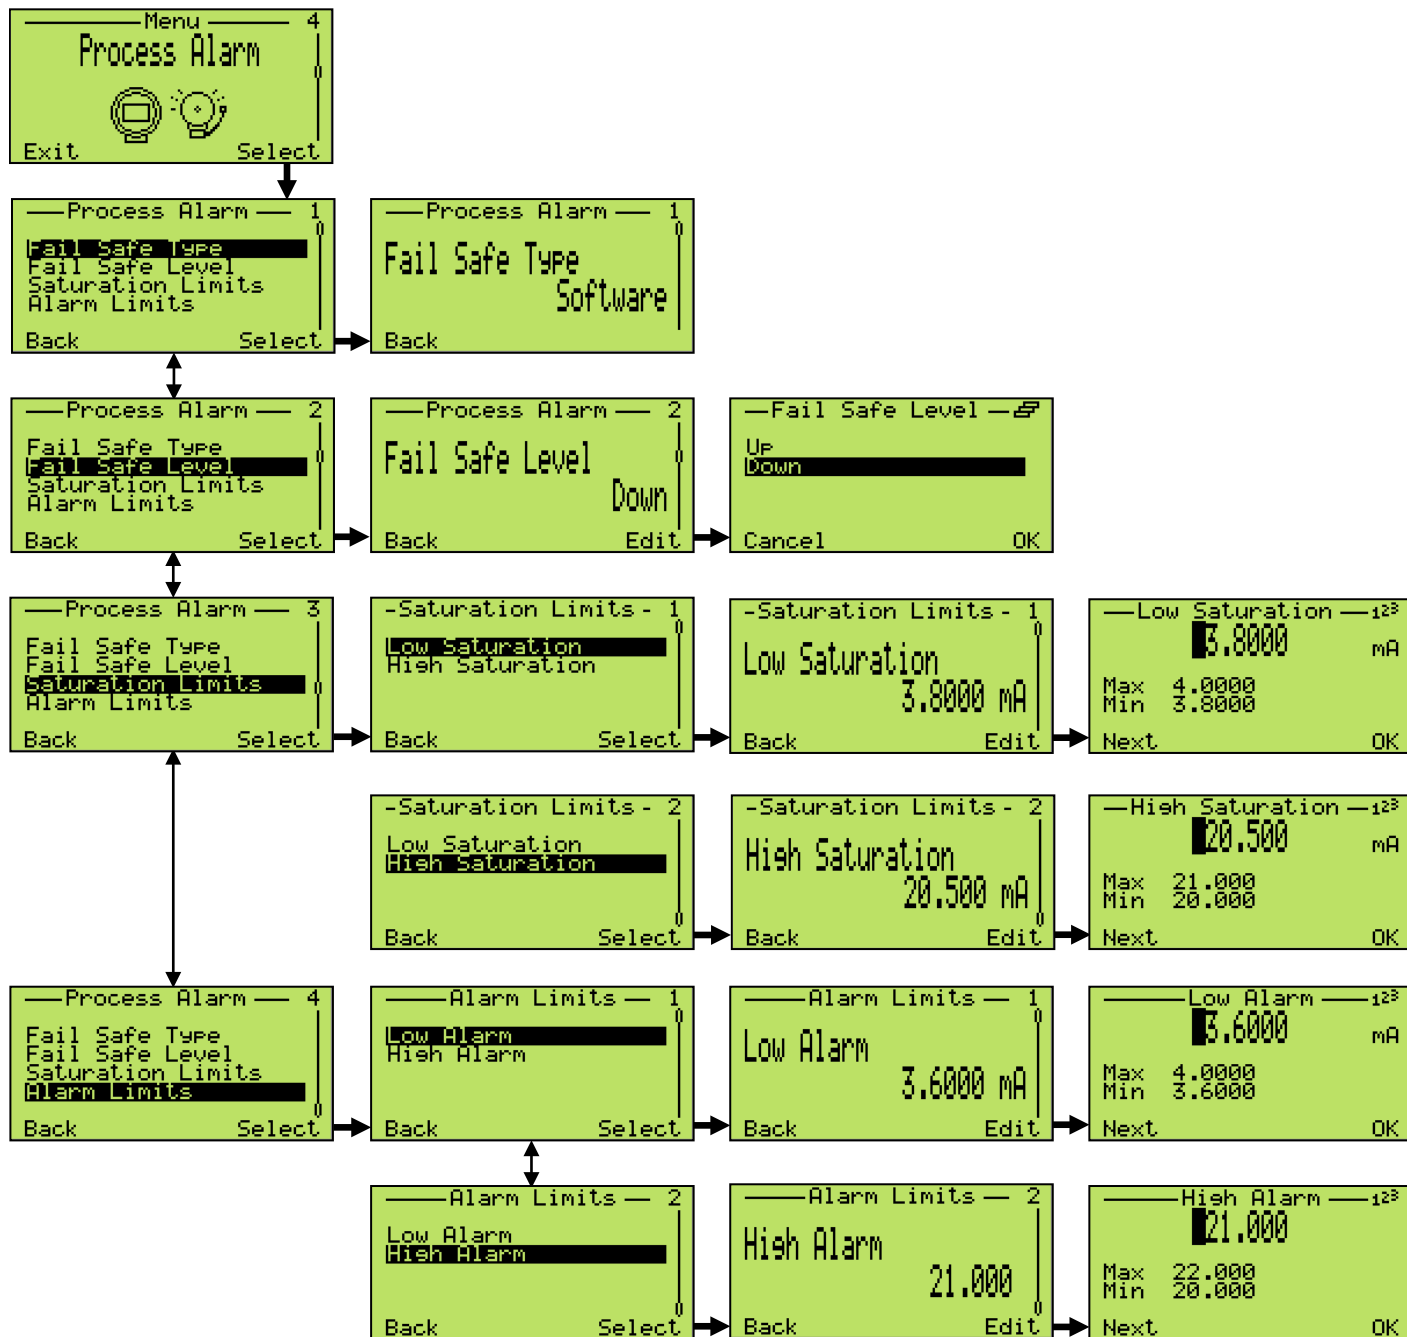 Menu 4
Process Alarm
Exit Select
Process Alarm 1
Fail Safe Type
Fail Safe Level
Saturation Limits
Alarm Limits
Back Select
Process Alarm 1
Fail Safe Type
Software
Back
Process Alarm 2
Fail Safe Type
Fail Safe Level
Saturation Limits
Alarm Limits
Back Select
Process Alarm 2
Fail Safe Level
Down
Back Edit
Fail Safe Level
Up
Down
Cancel OK
Process Alarm 3
Fail Safe Type
Fail Safe Level
Saturation Limits
Alarm Limits
Back Select
-Saturation Limits- 1
Low Saturation
High Saturation
Back Select
-Saturation Limits- 1
Low Saturation
3.8000 mA
Back Edit
Low Saturation 123
3.8000 mA
Max 4.0000
Min 3.8000
Next OK
-Saturation Limits- 2
Low Saturation
High Saturation
Back Select
-Saturation Limits- 2
High Saturation
20.500 mA
Back Edit
High Saturation 123
20.500 mA
Max 21.000
Min 20.000
Next OK
Process Alarm 4
Fail Safe Type
Fail Safe Level
Saturation Limits
Alarm Limits
Back Select
Alarm Limits 1
Low Alarm
High Alarm
Back Select
Alarm Limits 1
Low Alarm
3.6000 mA
Back Edit
Low Alarm 123
3.6000 mA
Max 4.0000
Min 3.6000
Next OK
Alarm Limits 2
Low Alarm
High Alarm
Back Select
Alarm Limits 2
High Alarm
21.000
Back Edit
High Alarm 123
21.000
Max 22.000
Min 20.000
Next OK